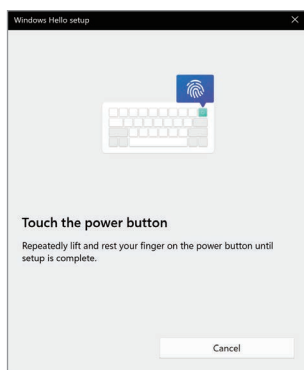 Windows Hello setup
Touch the power button
Repeatedly lift and rest your finger on the power button until
setup is complete.
Cancel